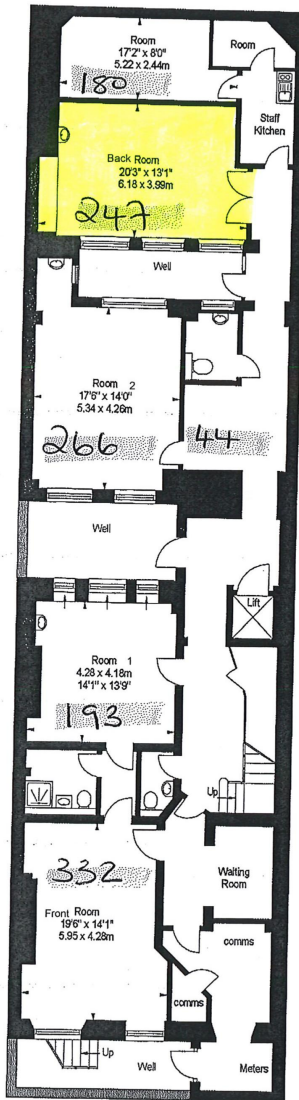 Room
17'2" x 8'0"
5.22 x 2.44m
180
Room
Staff
Kitchen
Back Room
20'3" x 13'1"
6.18 x 3.99m
247
Well
Room 2
17'6" x 14'0"
5.34 x 4.26m
266
44
Well
Lift
Room 1
4.28 x 4.18m
14'1" x 13'9"
193
Up
332
Front Room
19'6" x 14'1"
5.95 x 4.28m
Waiting
Room
comms
comms
Up
Well
Meters